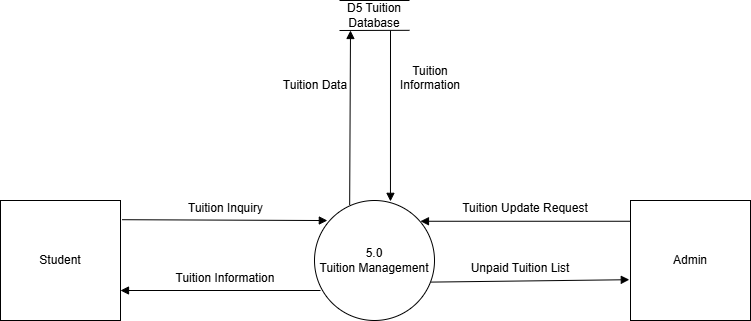 D5 Tuition
Database
Tuition Data
Tuition
Information
Tuition Inquiry
Tuition Update Request
Student
5.0
Tuition Management
Admin
Tuition Information
Unpaid Tuition List